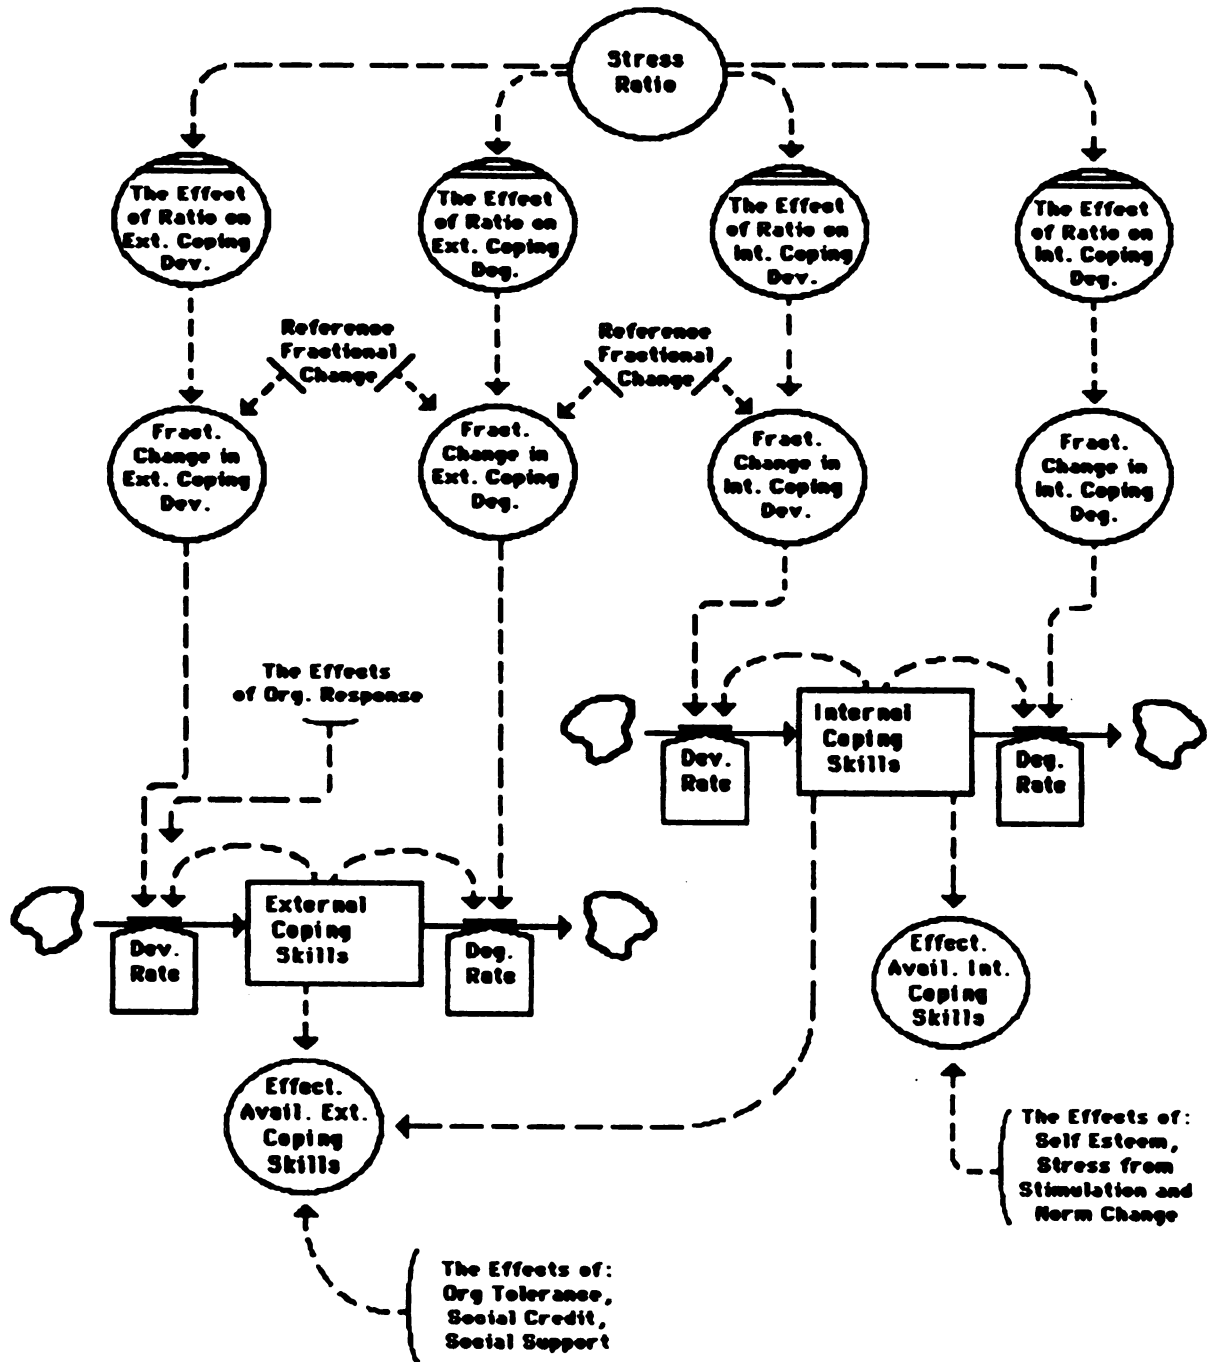 Stress
Ratio
The Effect
of Ratio on
Ext. Coping
Dev.
The Effect
of Ratio on
Ext. Coping
Deg.
The Effect
of Ratio on
Int. Coping
Dev.
The Effect
of Ratio on
Int. Coping
Deg.
Reference
Fractional
Change
Reference
Fractional
Change
Fract.
Change in
Ext. Coping
Dev.
Fract.
Change in
Ext. Coping
Deg.
Fract.
Change in
Int. Coping
Dev.
Fract.
Change in
Int. Coping
Deg.
The Effects
of Org. Response
Dev.
Rate
Internal
Coping
Skills
Deg.
Rate
Dev.
Rate
External
Coping
Skills
Deg.
Rate
Effect.
Avail. Int.
Coping
Skills
Effect.
Avail. Ext.
Coping
Skills
The Effects of:
Self Esteem,
Stress from
Stimulation and
Norm Change
The Effects of:
Org Tolerance,
Social Credit,
Social Support